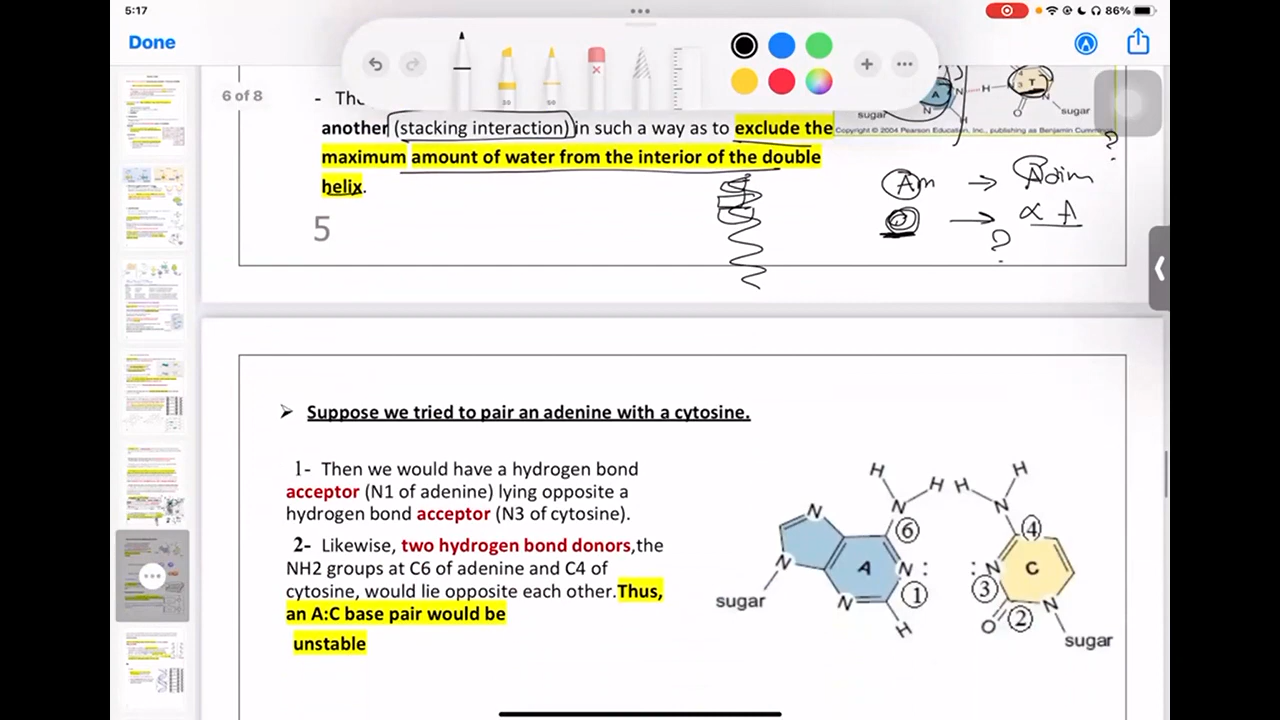 5:17
86%
Done
6 of 8
- The
A
N
H
T
N
sugar
sugar
another (stacking interaction) in such a way as to exclude the
Copyright © 2004 Pearson Education, Inc., publishing as Benjamin Cumming
maximum amount of water from the interior of the double
helix.
?
Am → Adim
→ α A
?
5
➢ Suppose we tried to pair an adenine with a cytosine.
1- Then we would have a hydrogen bond
acceptor (N1 of adenine) lying opposite a
hydrogen bond acceptor (N3 of cytosine).
2- Likewise, two hydrogen bond donors,the
NH2 groups at C6 of adenine and C4 of
cytosine, would lie opposite each other.Thus,
an A:C base pair would be
unstable
H H H H
N N N
6 4
N A N : : N C
1 3
sugar N O 2 N
H sugar